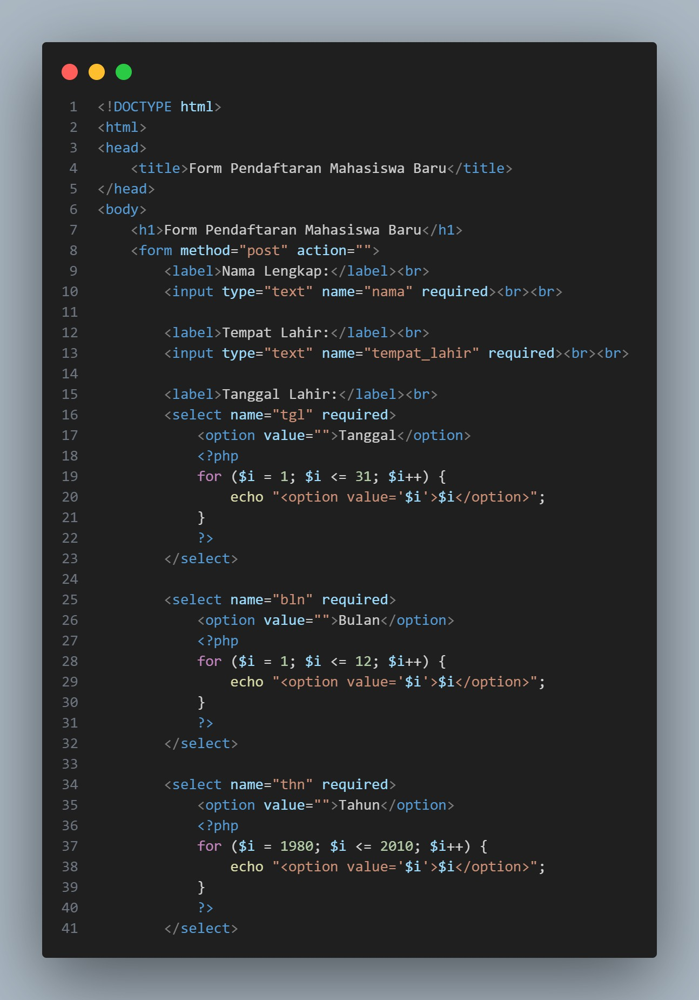 1 <!DOCTYPE html>
2 <html>
3 <head>
4     <title>Form Pendaftaran Mahasiswa Baru</title>
5 </head>
6 <body>
7     <h1>Form Pendaftaran Mahasiswa Baru</h1>
8     <form method="post" action="">
9         <label>Nama Lengkap:</label><br>
10         <input type="text" name="nama" required><br><br>
11
12         <label>Tempat Lahir:</label><br>
13         <input type="text" name="tempat_lahir" required><br><br>
14
15         <label>Tanggal Lahir:</label><br>
16         <select name="tgl" required>
17             <option value="">Tanggal</option>
18             <?php
19             for ($i = 1; $i <= 31; $i++) {
20                 echo "<option value='$i'>$i</option>";
21             }
22             ?>
23         </select>
24
25         <select name="bln" required>
26             <option value="">Bulan</option>
27             <?php
28             for ($i = 1; $i <= 12; $i++) {
29                 echo "<option value='$i'>$i</option>";
30             }
31             ?>
32         </select>
33
34         <select name="thn" required>
35             <option value="">Tahun</option>
36             <?php
37             for ($i = 1980; $i <= 2010; $i++) {
38                 echo "<option value='$i'>$i</option>";
39             }
40             ?>
41         </select>